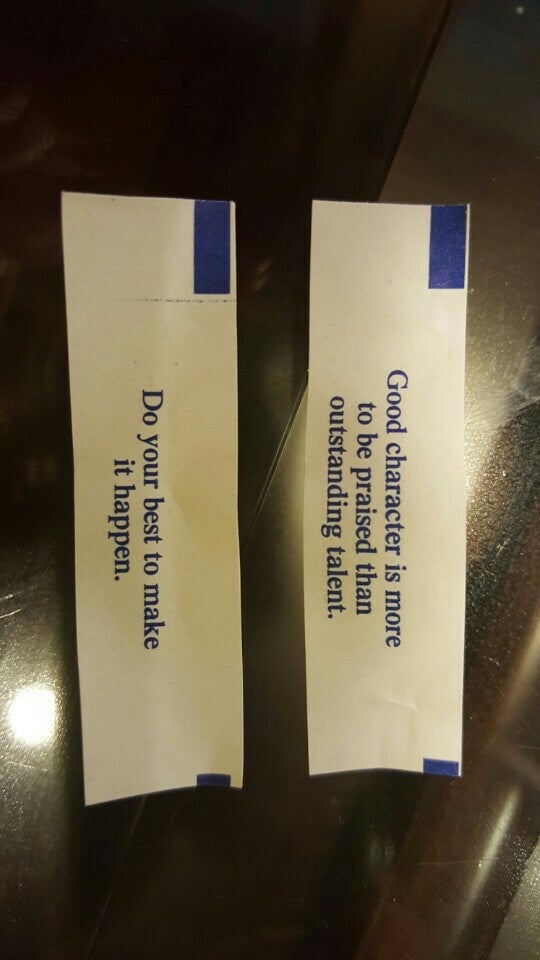 Good character is more
to be praised than
outstanding talent.
Do your best to make
it happen.